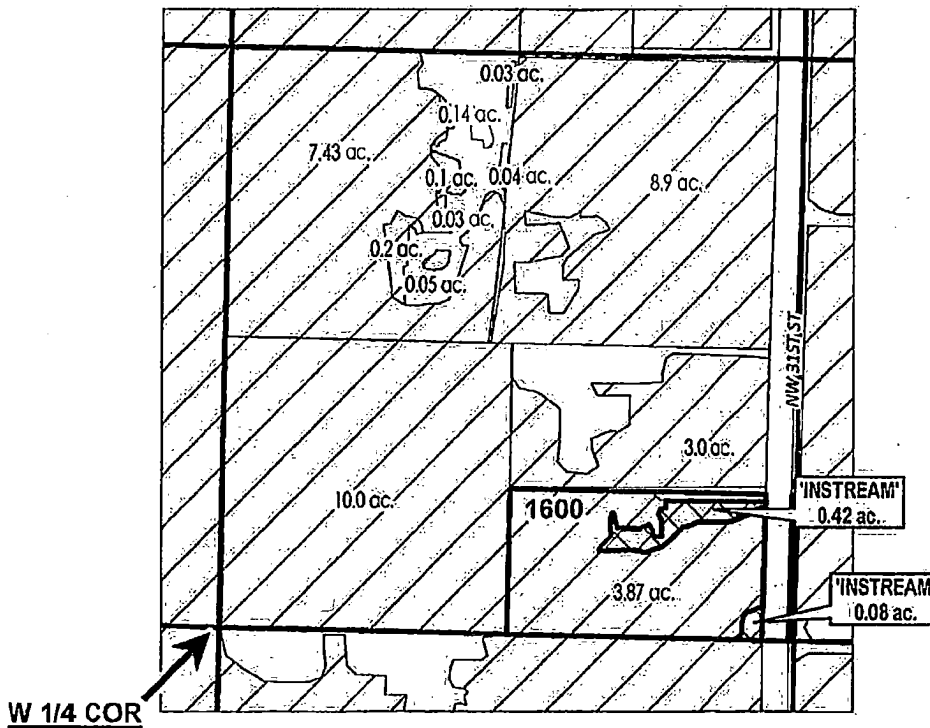 0.03 ac.
0.14 ac.
7.43 ac.
0.1 ac.
0.04 ac.
8.9 ac.
0.03 ac.
0.2 ac.
0.05 ac.
NW 31ST ST
3.0 ac.
10.0 ac.
1600
'INSTREAM'
0.42 ac.
3.87 ac.
'INSTREAM
0.08 ac.
W 1/4 COR